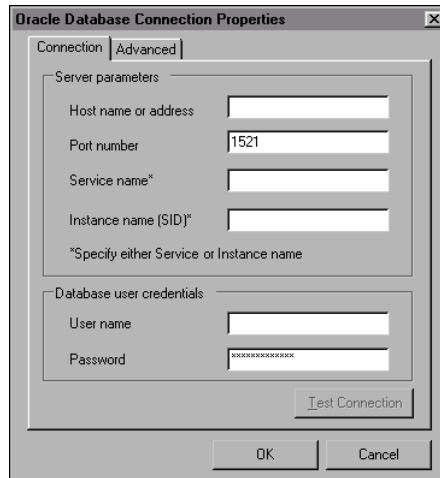 Oracle Database Connection Properties
Connection
Advanced
Server parameters
Host name or address
Port number
1521
Service name*
Instance name (SID)*
*Specify either Service or Instance name
Database user credentials
User name
Password
×××××××××××××
Test Connection
OK
Cancel